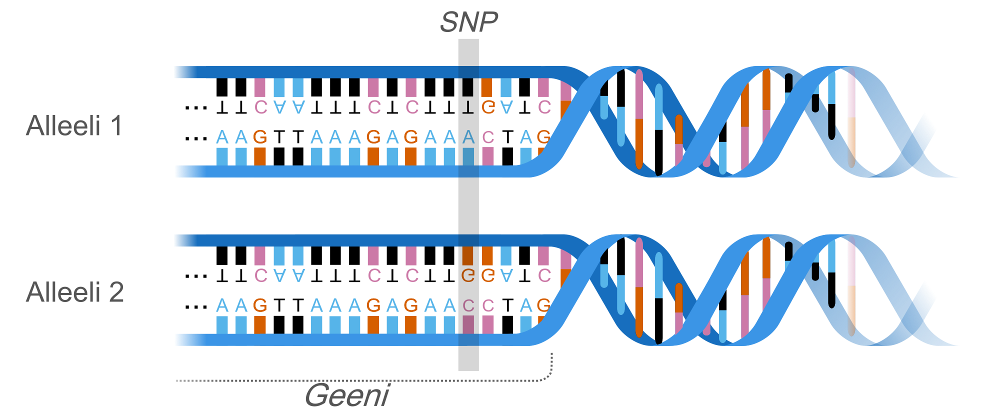 SNP
... T T C A A T T T C T C T T T G A T C
Alleeli 1
... A A G T T A A A G A G A A A C T A G
... T T C A A T T T C T C T T G G A T C
Alleeli 2
... A A G T T A A A G A G A A C C T A G
Geeni